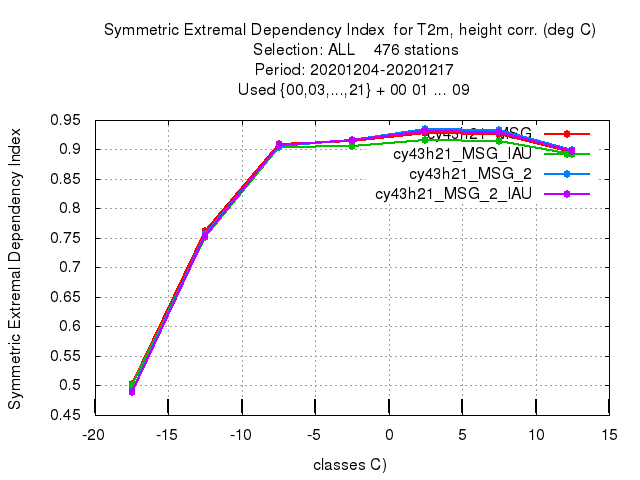 Symmetric Extremal Dependency Index for T2m, height corr. (deg C)
Selection: ALL 476 stations
Period: 20201204-20201217
Used {00,03,...,21} + 00 01 ... 09
Symmetric Extremal Dependency Index
0.95
0.9
0.85
0.8
0.75
0.7
0.65
0.6
0.55
0.5
0.45
cy43h21_MSG
cy43h21_MSG_IAU
cy43h21_MSG_2
cy43h21_MSG_2_IAU
-20 -15 -10 -5 0 5 10 15
classes C)